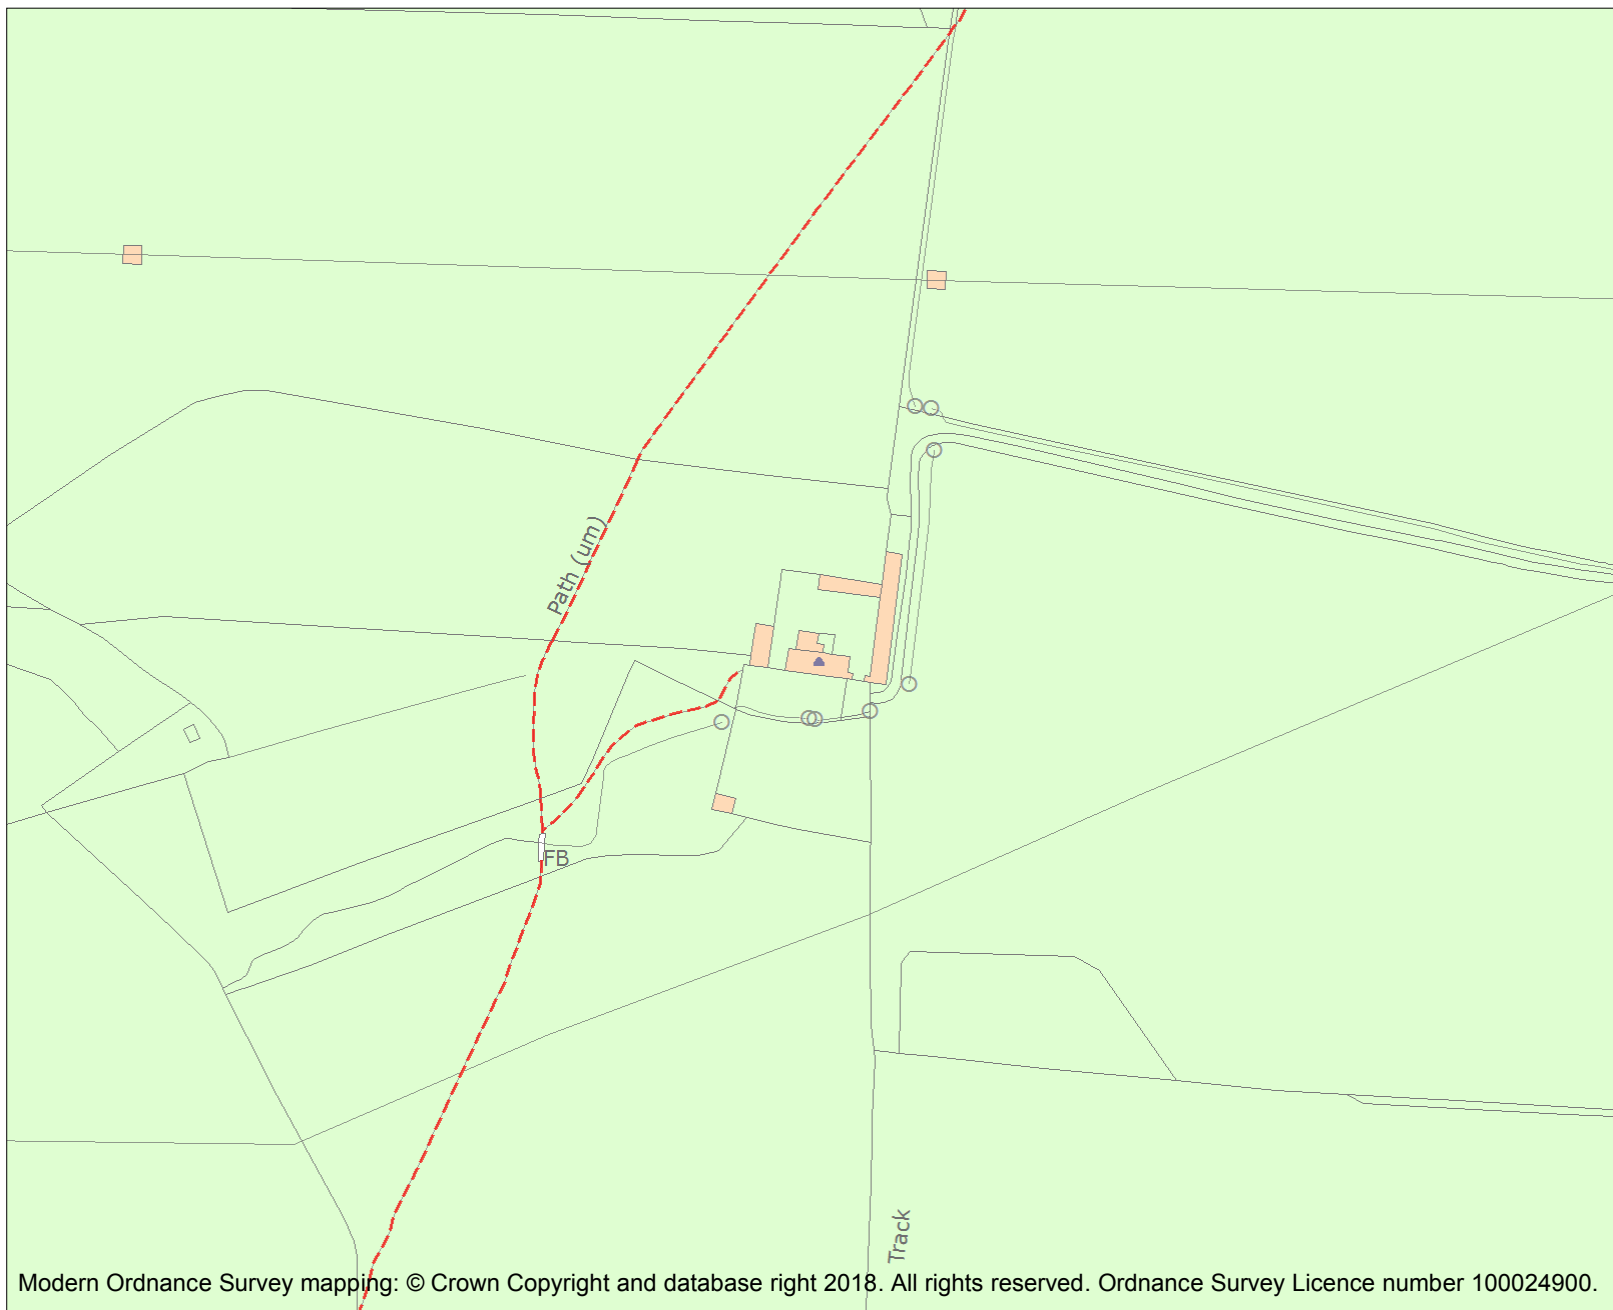 Path (um)
FB
Track
Modern Ordnance Survey mapping: © Crown Copyright and database right 2018. All rights reserved. Ordnance Survey Licence number 100024900.